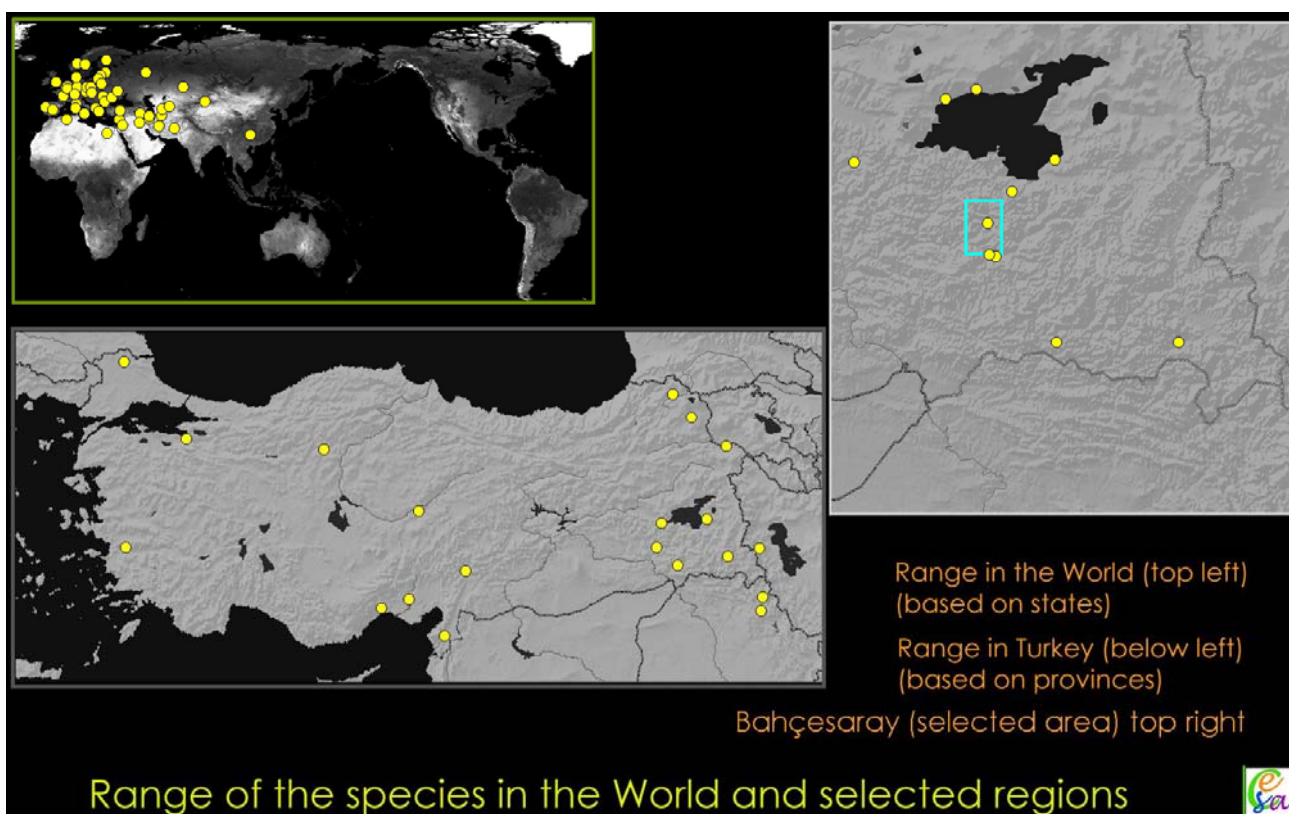 Range in the World (top left)
(based on states)
Range in Turkey (below left)
(based on provinces)
Bahçesaray (selected area) top right
Range of the species in the World and selected regions